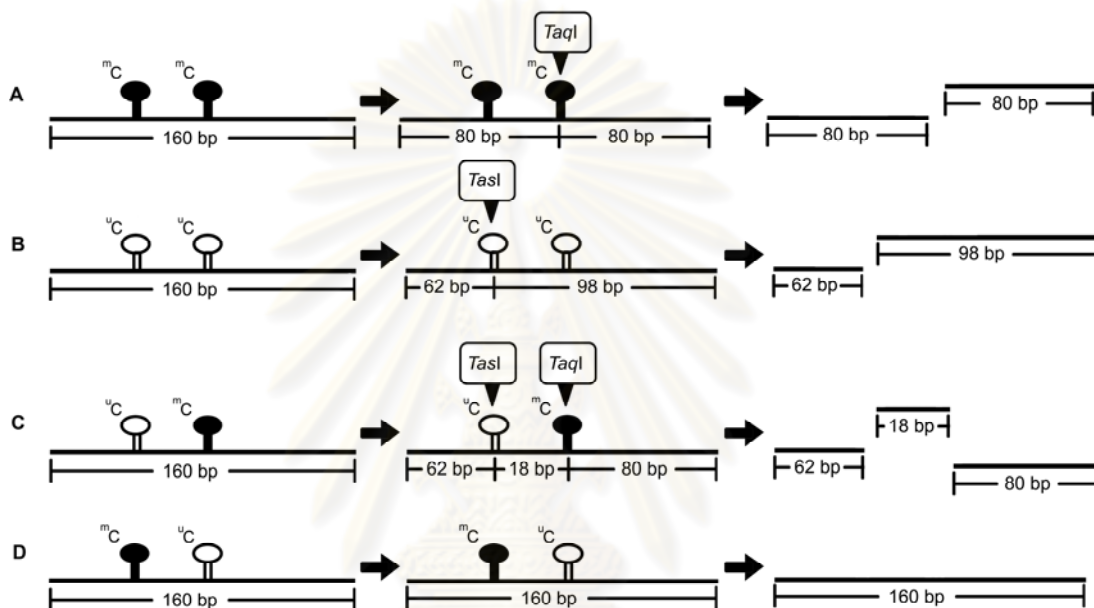 TaqI
mC mC mC mC
A
80 bp
160 bp 80 bp 80 bp 80 bp
TasI
uC uC uC uC
B
98 bp
160 bp 62 bp 98 bp 62 bp
TasI TaqI
uC mC uC mC
C
18 bp
160 bp 62 bp 18 bp 80 bp 62 bp 80 bp
mC uC mC uC
D
160 bp 160 bp 160 bp